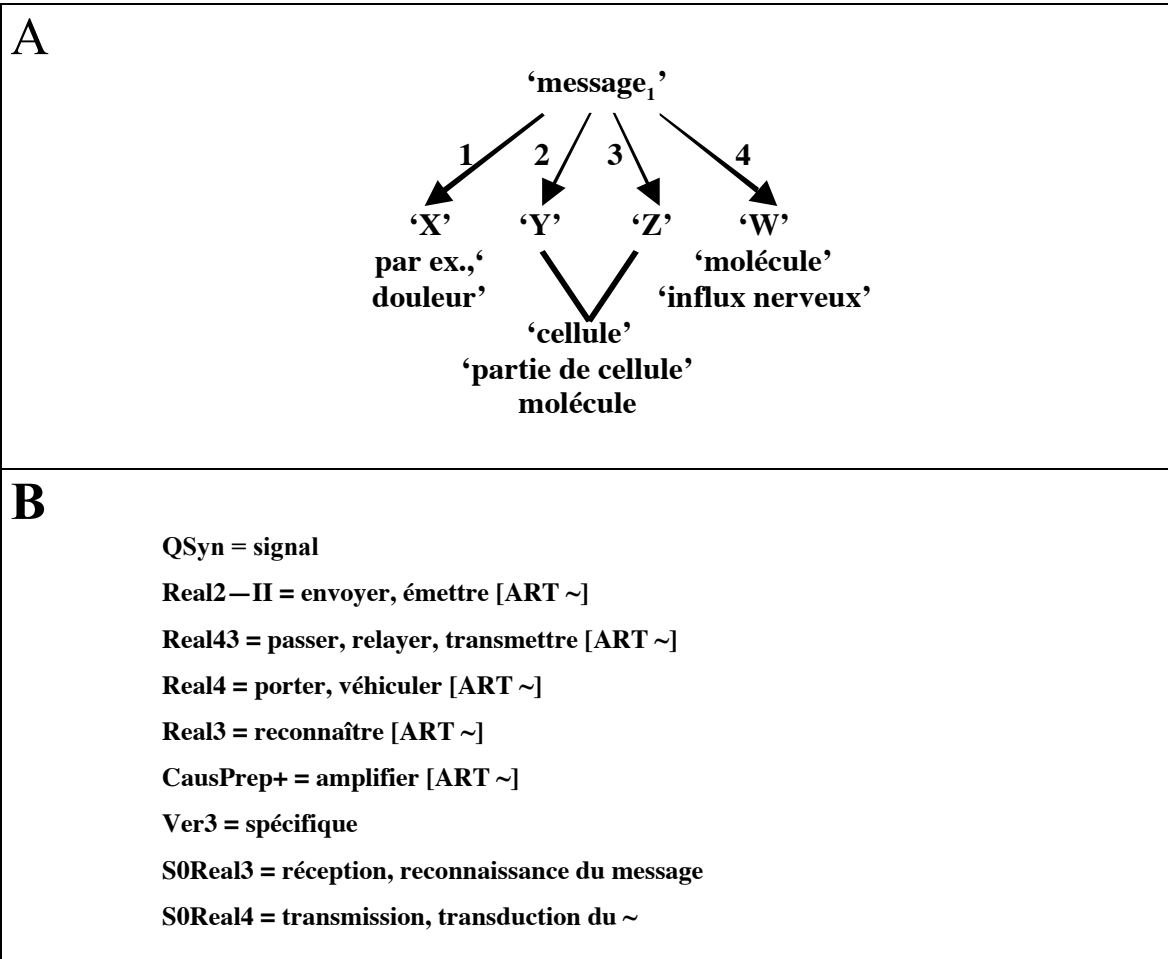 A
‘message₁’
1 2 3 4
‘X’ ‘Y’ ‘Z’ ‘W’
par ex.,‘ ‘molécule’
douleur’ ‘influx nerveux’
‘cellule’
‘partie de cellule’
molécule
B
QSyn = signal
Real2—II = envoyer, émettre [ART ~]
Real43 = passer, relayer, transmettre [ART ~]
Real4 = porter, véhiculer [ART ~]
Real3 = reconnaître [ART ~]
CausPrep+ = amplifier [ART ~]
Ver3 = spécifique
S0Real3 = réception, reconnaissance du message
S0Real4 = transmission, transduction du ~